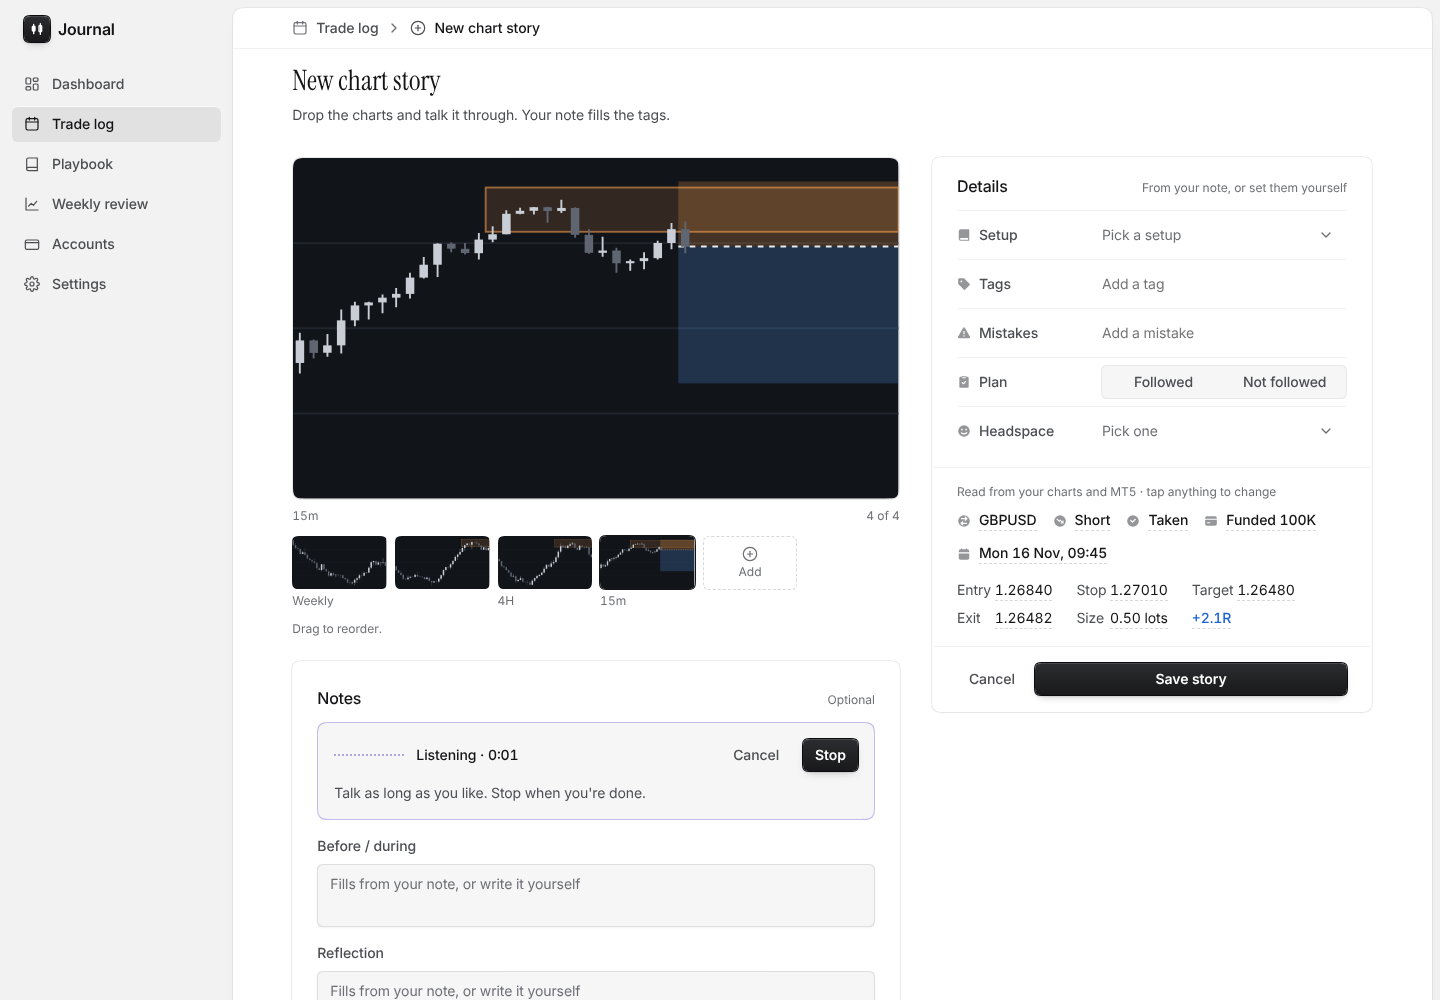 Journal
Dashboard
Trade log
Playbook
Weekly review
Accounts
Settings
Trade log
New chart story
New chart story
Drop the charts and talk it through. Your note fills the tags.
15m
4 of 4
Weekly
4H
15m
Add
Drag to reorder.
Notes
Optional
Listening · 0:01
Cancel
Stop
Talk as long as you like. Stop when you're done.
Before / during
Fills from your note, or write it yourself
Reflection
Fills from your note, or write it yourself
Details
From your note, or set them yourself
Setup
Pick a setup
Tags
Add a tag
Mistakes
Add a mistake
Plan
Followed
Not followed
Headspace
Pick one
Read from your charts and MT5 · tap anything to change
GBPUSD
Short
Taken
Funded 100K
Mon 16 Nov, 09:45
Entry 1.26840
Stop 1.27010
Target 1.26480
Exit 1.26482
Size 0.50 lots
+2.1R
Cancel
Save story